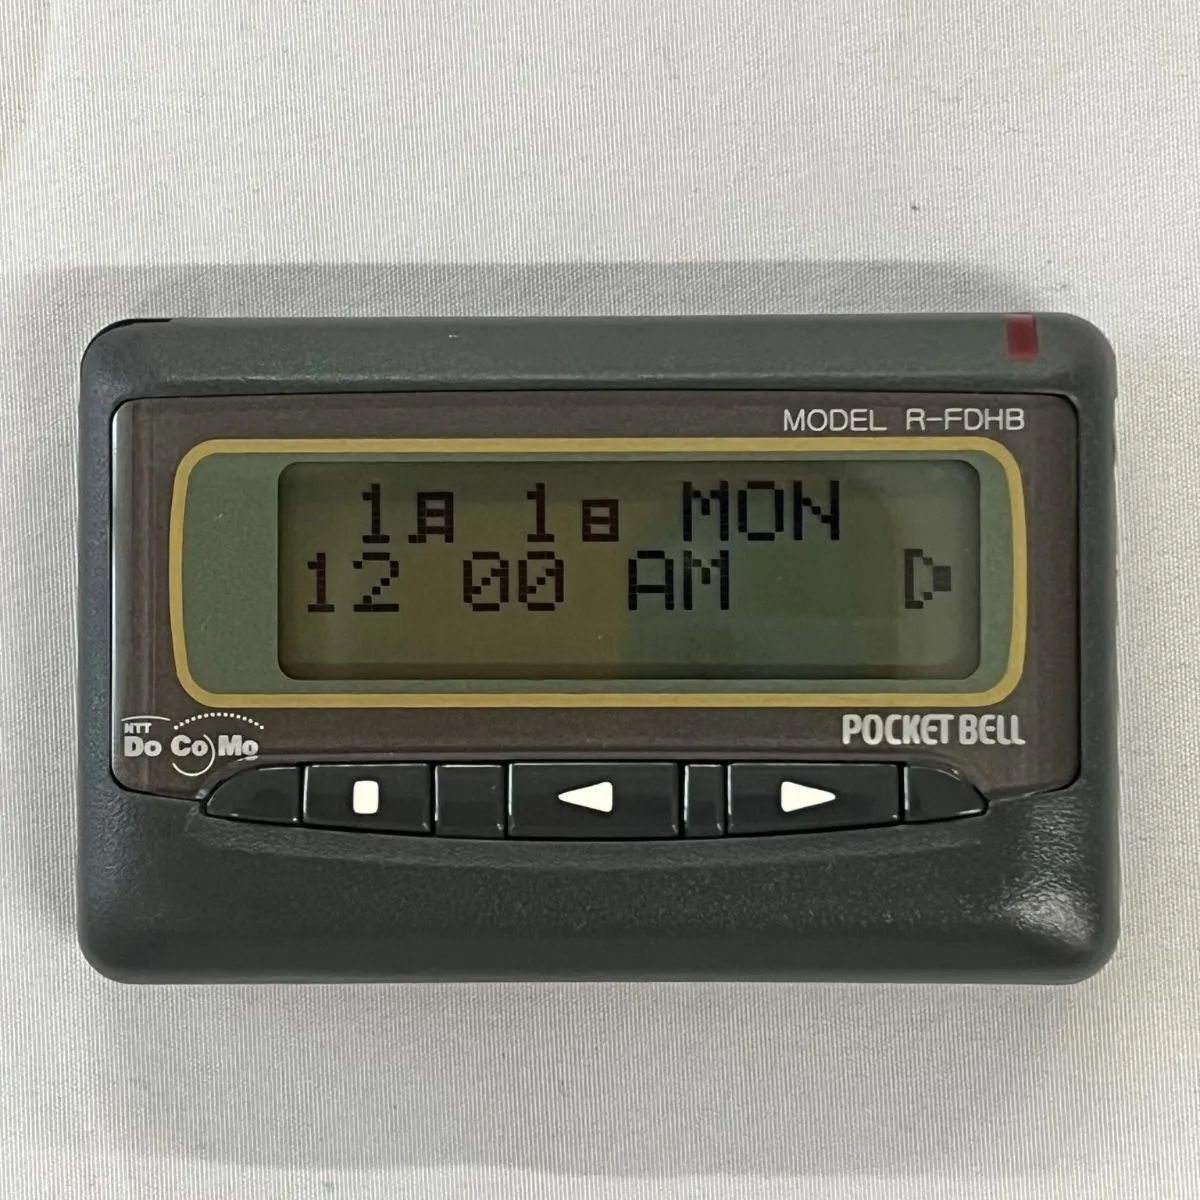 MODEL R-FDHB
1月 1日 MON
12 00 AM
NTT
DoCoMo
POCKET BELL